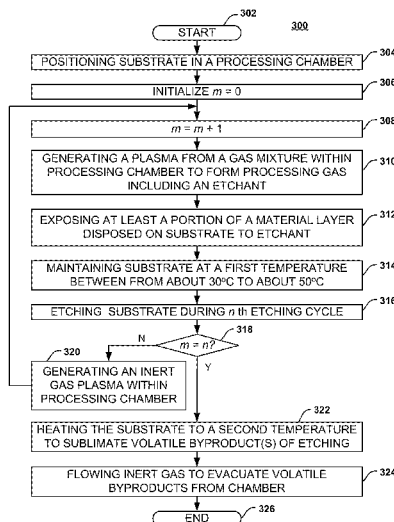 302
300
START
304
POSITIONING SUBSTRATE IN A PROCESSING CHAMBER
306
INITIALIZE m = 0
308
m = m + 1
310
GENERATING A PLASMA FROM A GAS MIXTURE WITHIN
PROCESSING CHAMBER TO FORM PROCESSING GAS
INCLUDING AN ETCHANT
312
EXPOSING AT LEAST A PORTION OF A MATERIAL LAYER
DISPOSED ON SUBSTRATE TO ETCHANT
314
MAINTAINING SUBSTRATE AT A FIRST TEMPERATURE
BETWEEN FROM ABOUT 30ºC TO ABOUT 50ºC
316
ETCHING SUBSTRATE DURING n th ETCHING CYCLE
318
N
m = n?
Y
320
GENERATING AN INERT
GAS PLASMA WITHIN
PROCESSING CHAMBER
322
HEATING THE SUBSTRATE TO A SECOND TEMPERATURE
TO SUBLIMATE VOLATILE BYPRODUCT(S) OF ETCHING
324
FLOWING INERT GAS TO EVACUATE VOLATILE
BYPRODUCTS FROM CHAMBER
326
END